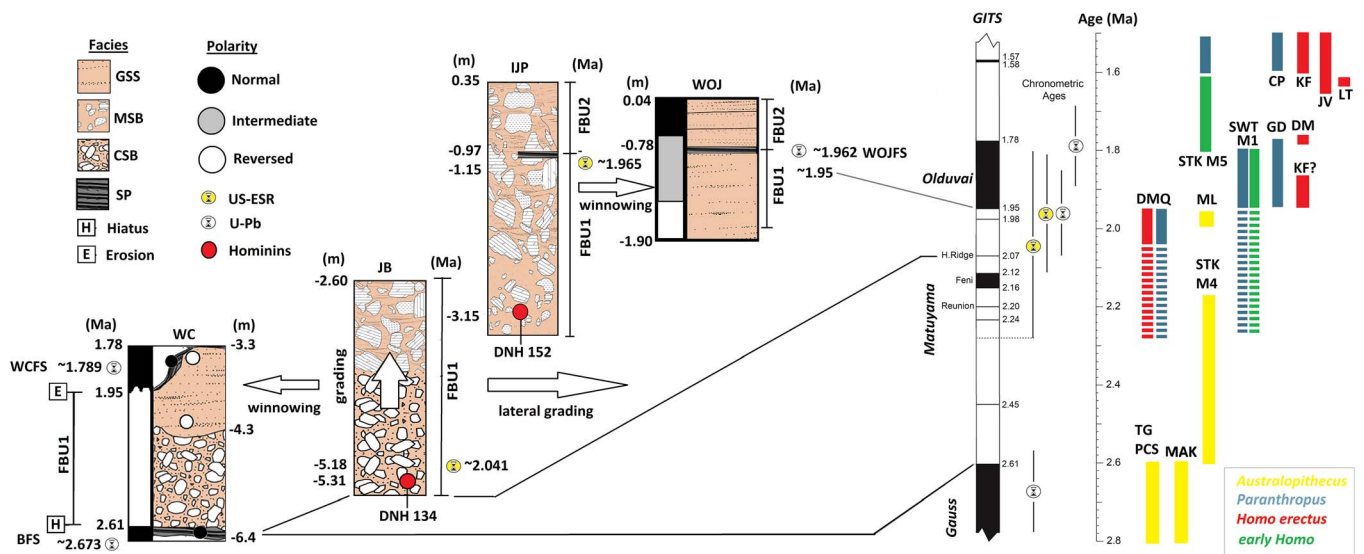 Facies
GSS
MSB
CSB
SP
H Hiatus
E Erosion
Polarity
Normal
Intermediate
Reversed
US-ESR
U-Pb
Hominins
(m) IJP (Ma)
0.35
-0.97
-1.15
-3.15
FBU2
-
~1.965
FBU1
DNH 152
winnowing
(m) WOJ (Ma)
0.04
-0.78
-1.90
FBU2
FBU1
~1.962 WOJFS
~1.95
(m) JB (Ma)
-2.60
-5.18
-5.31
FBU1
~2.041
DNH 134
grading
winnowing
lateral grading
(Ma) WC (m)
1.78
WCFS ~1.789
E
1.95
FBU1
H
2.61
BFS ~2.673
-3.3
-4.3
-6.4
GITS
1.57
1.58
1.78
Olduvai
1.95
1.98
H.Ridge 2.07
2.12
Feni
2.16
Reunion 2.20
2.24
Matuyama
2.45
2.61
Gauss
Chronometric
Ages
Age (Ma)
1.6
1.8
2.0
2.2
2.4
2.6
2.8
CP
KF
JV
LT
STK M5
SWT
M1
GD
DM
KF?
DMQ
ML
STK
M4
TG
PCS
MAK
Australopithecus
Paranthropus
Homo erectus
early Homo